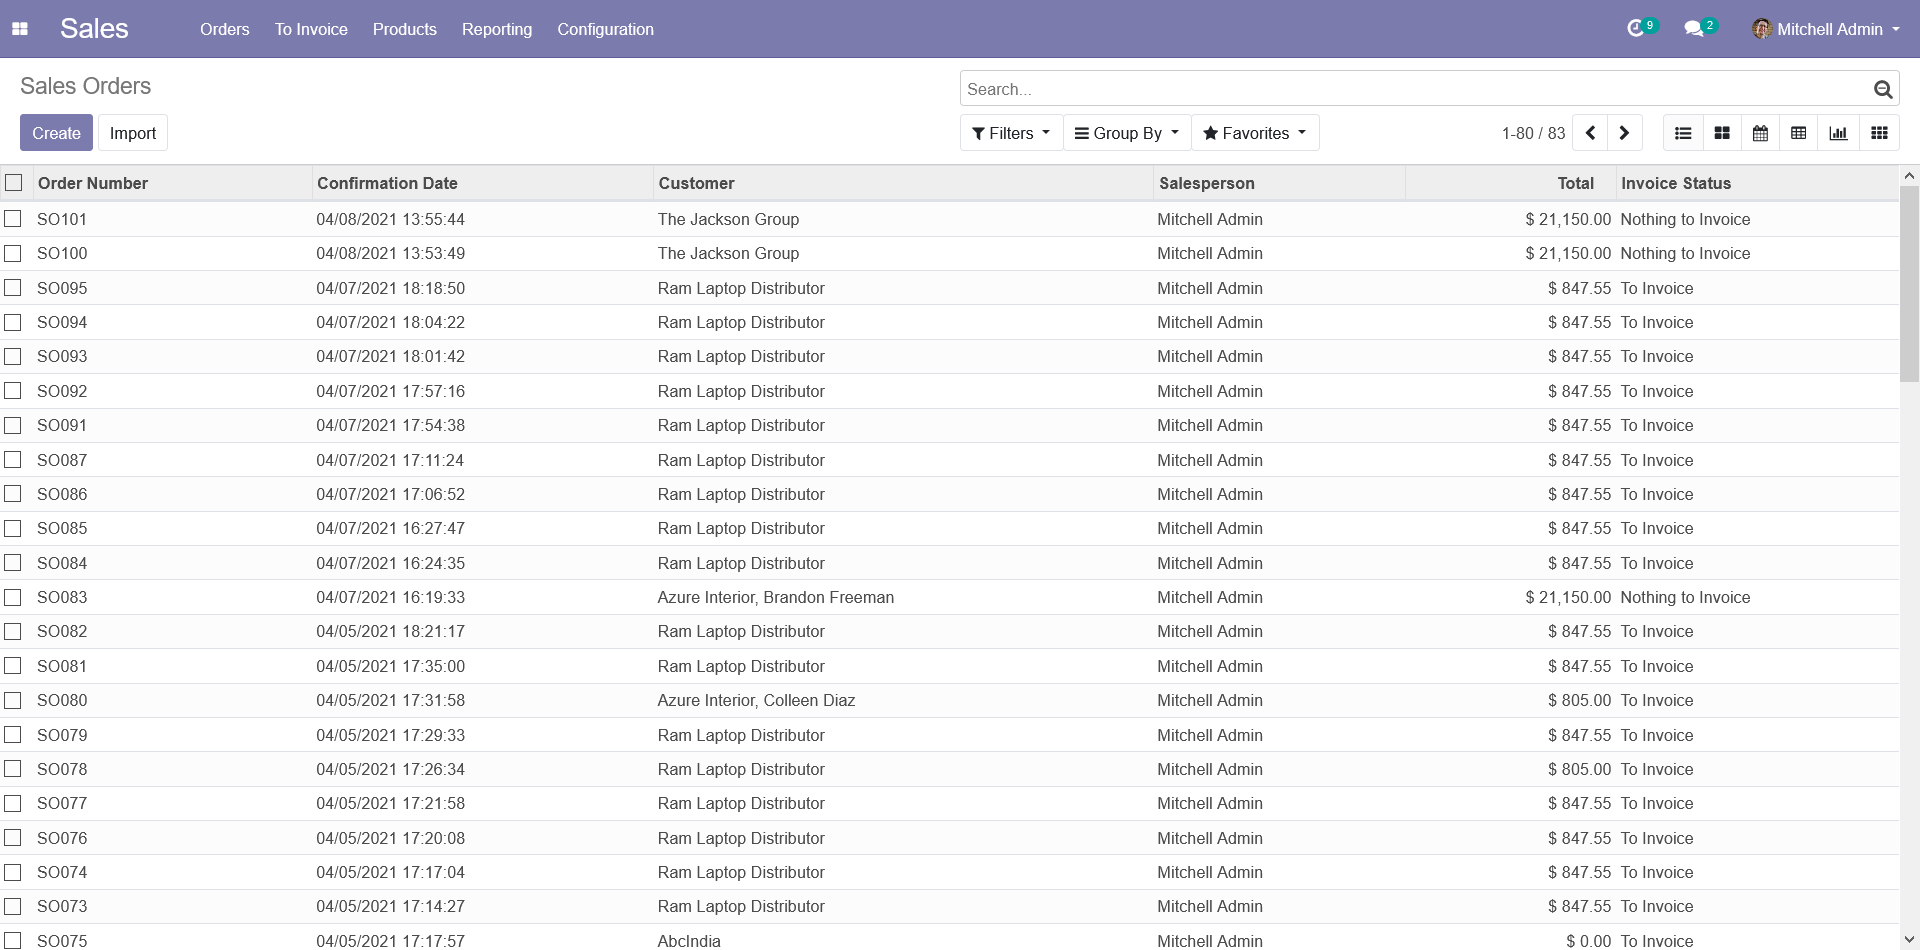 Sales Orders To Invoice Products Reporting Configuration 9 2 Mitchell Admin
Sales Orders
Search...
Create Import Filters Group By Favorites 1-80 / 83
Order Number Confirmation Date Customer Salesperson Total Invoice Status
SO101 04/08/2021 13:55:44 The Jackson Group Mitchell Admin $ 21,150.00 Nothing to Invoice
SO100 04/08/2021 13:53:49 The Jackson Group Mitchell Admin $ 21,150.00 Nothing to Invoice
SO095 04/07/2021 18:18:50 Ram Laptop Distributor Mitchell Admin $ 847.55 To Invoice
SO094 04/07/2021 18:04:22 Ram Laptop Distributor Mitchell Admin $ 847.55 To Invoice
SO093 04/07/2021 18:01:42 Ram Laptop Distributor Mitchell Admin $ 847.55 To Invoice
SO092 04/07/2021 17:57:16 Ram Laptop Distributor Mitchell Admin $ 847.55 To Invoice
SO091 04/07/2021 17:54:38 Ram Laptop Distributor Mitchell Admin $ 847.55 To Invoice
SO087 04/07/2021 17:11:24 Ram Laptop Distributor Mitchell Admin $ 847.55 To Invoice
SO086 04/07/2021 17:06:52 Ram Laptop Distributor Mitchell Admin $ 847.55 To Invoice
SO085 04/07/2021 16:27:47 Ram Laptop Distributor Mitchell Admin $ 847.55 To Invoice
SO084 04/07/2021 16:24:35 Ram Laptop Distributor Mitchell Admin $ 847.55 To Invoice
SO083 04/07/2021 16:19:33 Azure Interior, Brandon Freeman Mitchell Admin $ 21,150.00 Nothing to Invoice
SO082 04/05/2021 18:21:17 Ram Laptop Distributor Mitchell Admin $ 847.55 To Invoice
SO081 04/05/2021 17:35:00 Ram Laptop Distributor Mitchell Admin $ 847.55 To Invoice
SO080 04/05/2021 17:31:58 Azure Interior, Colleen Diaz Mitchell Admin $ 805.00 To Invoice
SO079 04/05/2021 17:29:33 Ram Laptop Distributor Mitchell Admin $ 847.55 To Invoice
SO078 04/05/2021 17:26:34 Ram Laptop Distributor Mitchell Admin $ 805.00 To Invoice
SO077 04/05/2021 17:21:58 Ram Laptop Distributor Mitchell Admin $ 847.55 To Invoice
SO076 04/05/2021 17:20:08 Ram Laptop Distributor Mitchell Admin $ 847.55 To Invoice
SO074 04/05/2021 17:17:04 Ram Laptop Distributor Mitchell Admin $ 847.55 To Invoice
SO073 04/05/2021 17:14:27 Ram Laptop Distributor Mitchell Admin $ 847.55 To Invoice
SO075 04/05/2021 17:17:57 AbcIndia Mitchell Admin $ 0.00 To Invoice